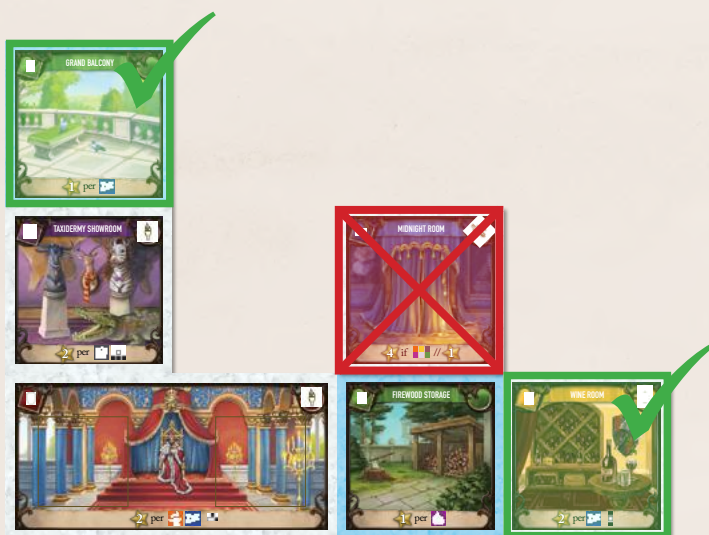 GRAND BALCONY
1 per
TAXIDERMY SHOWROOM
2 per
MIDNIGHT ROOM
4 if // 1
2 per
FIREWOOD STORAGE
1 per
WINE ROOM
2 per